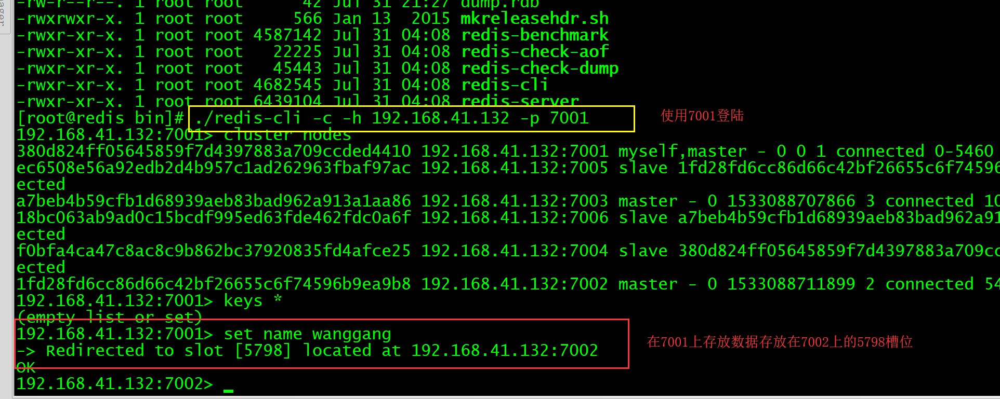 ager
-rw-r--r--. 1 root root      42 Jul 31 21:27 dump.rdb
-rwxrwxr-x. 1 root root     566 Jan 13  2015 mkreleasehdr.sh
-rwxr-xr-x. 1 root root 4587142 Jul 31 04:08 redis-benchmark
-rwxr-xr-x. 1 root root   22225 Jul 31 04:08 redis-check-aof
-rwxr-xr-x. 1 root root   45443 Jul 31 04:08 redis-check-dump
-rwxr-xr-x. 1 root root 4682545 Jul 31 04:08 redis-cli
-rwxr-xr-x. 1 root root 6439104 Jul 31 04:08 redis-server
[root@redis bin]# ./redis-cli -c -h 192.168.41.132 -p 7001
使用7001登陆
192.168.41.132:7001> cluster nodes
380d824ff05645859f7d4397883a709ccded4410 192.168.41.132:7001 myself,master - 0 0 1 connected 0-5460
ec6508e56a92edb2d4b957c1ad262963fbaf97ac 192.168.41.132:7005 slave 1fd28fd6cc86d66c42bf26655c6f74596
ected
a7beb4b59cfb1d68939aeb83bad962a913a1aa86 192.168.41.132:7003 master - 0 1533088707866 3 connected 10
18bc063ab9ad0c15bcdf995ed63fde462fdc0a6f 192.168.41.132:7006 slave a7beb4b59cfb1d68939aeb83bad962a91
ected
f0bfa4ca47c8ac8c9b862bc37920835fd4afce25 192.168.41.132:7004 slave 380d824ff05645859f7d4397883a709cc
ected
1fd28fd6cc86d66c42bf26655c6f74596b9ea9b8 192.168.41.132:7002 master - 0 1533088711899 2 connected 54
192.168.41.132:7001> keys *
(empty list or set)
192.168.41.132:7001> set name wanggang
-> Redirected to slot [5798] located at 192.168.41.132:7002
在7001上存放数据存放在7002上的5798槽位
OK
192.168.41.132:7002>